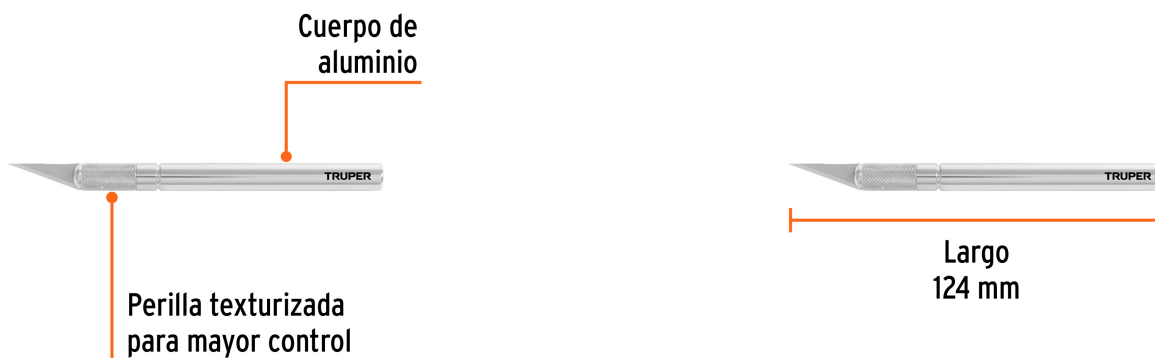 Cuerpo de
aluminio
TRUPER
Perilla texturizada
para mayor control
TRUPER
Largo
124 mm